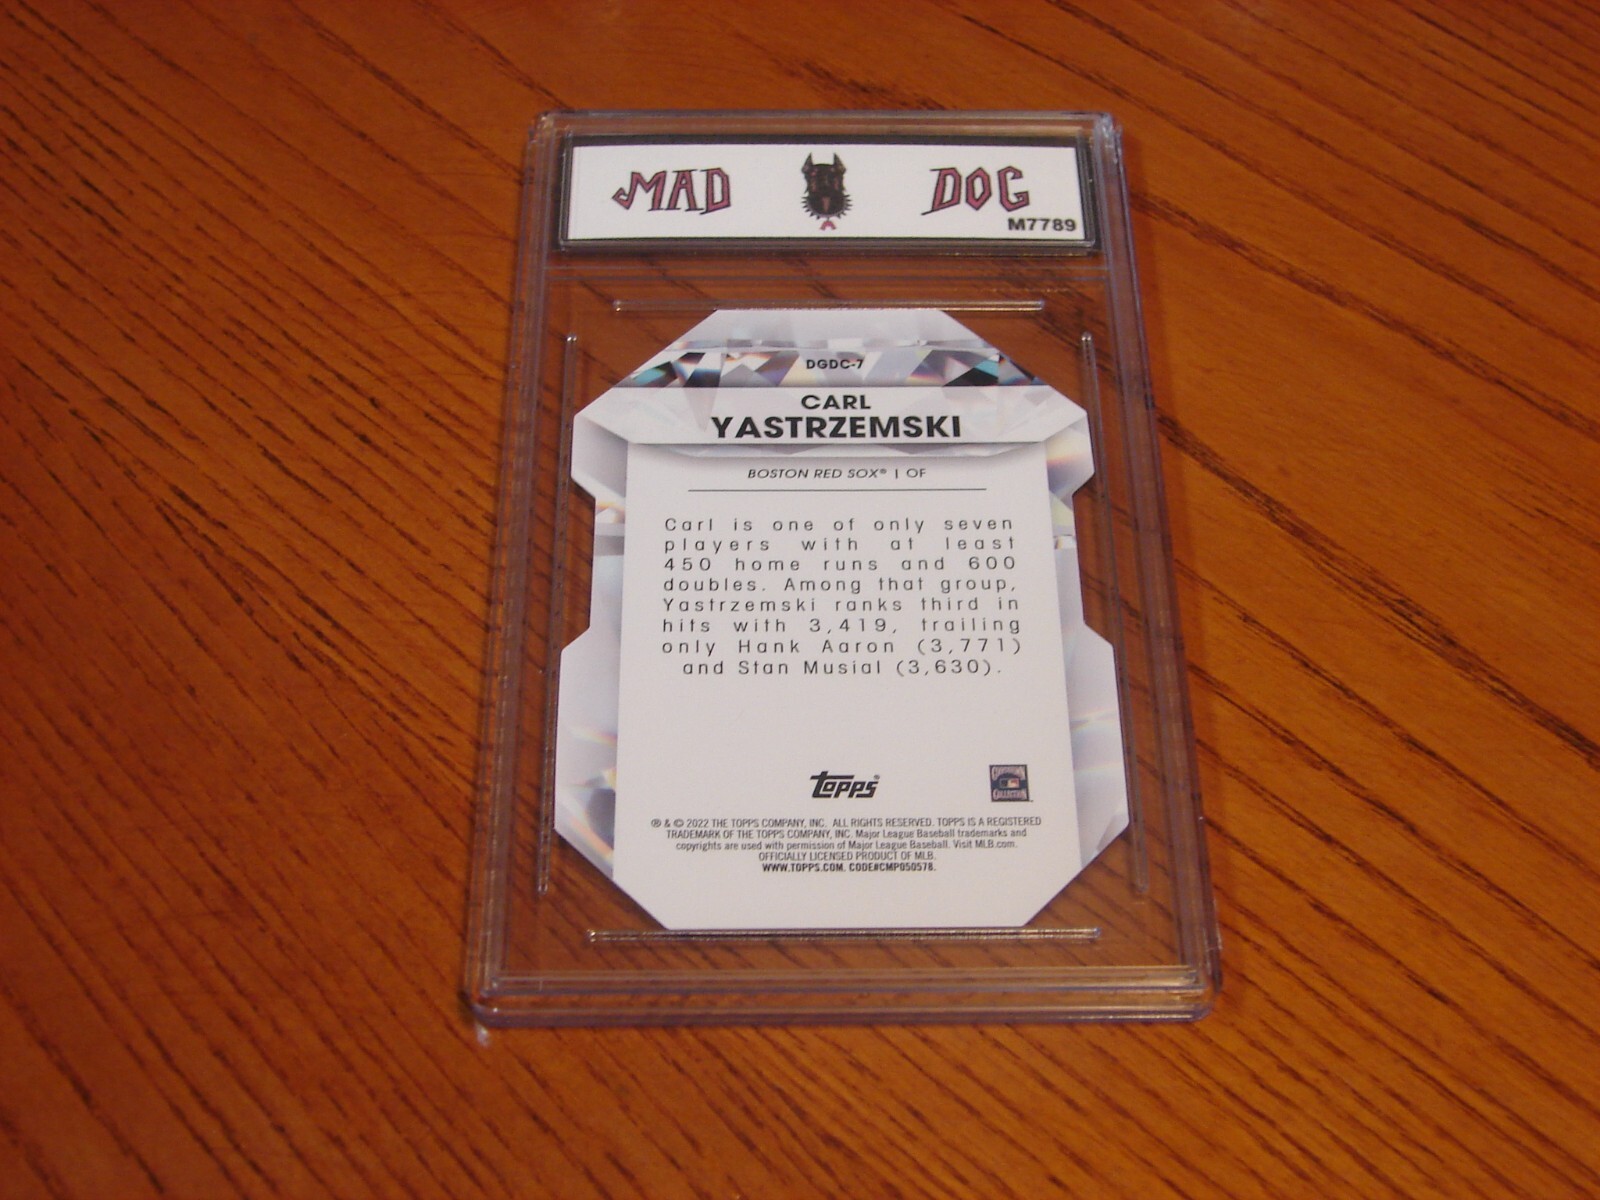 MAD DOG
M7789
DGDC-7
CARL
YASTRZEMSKI
BOSTON RED SOX® | OF
Carl is one of only seven
players with at least
450 home runs and 600
doubles. Among that group,
Yastrzemski ranks third in
hits with 3,419, trailing
only Hank Aaron (3,771)
and Stan Musial (3,630).
topps®
COOPERSTOWN
COLLECTION
® & © 2022 THE TOPPS COMPANY, INC. ALL RIGHTS RESERVED. TOPPS IS A REGISTERED
TRADEMARK OF THE TOPPS COMPANY, INC. Major League Baseball trademarks and
copyrights are used with permission of Major League Baseball. Visit MLB.com.
OFFICIALLY LICENSED PRODUCT OF MLB.
WWW.TOPPS.COM. CODE#CMP050578.